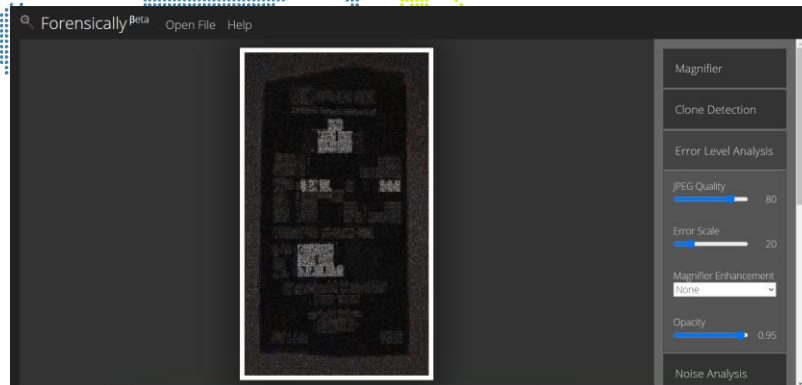 Forensically βeta Open File Help
Magnifier
Clone Detection
Error Level Analysis
JPEG Quality
80
Error Scale
20
Magnifier Enhancement
None
Opacity
0.95
Noise Analysis